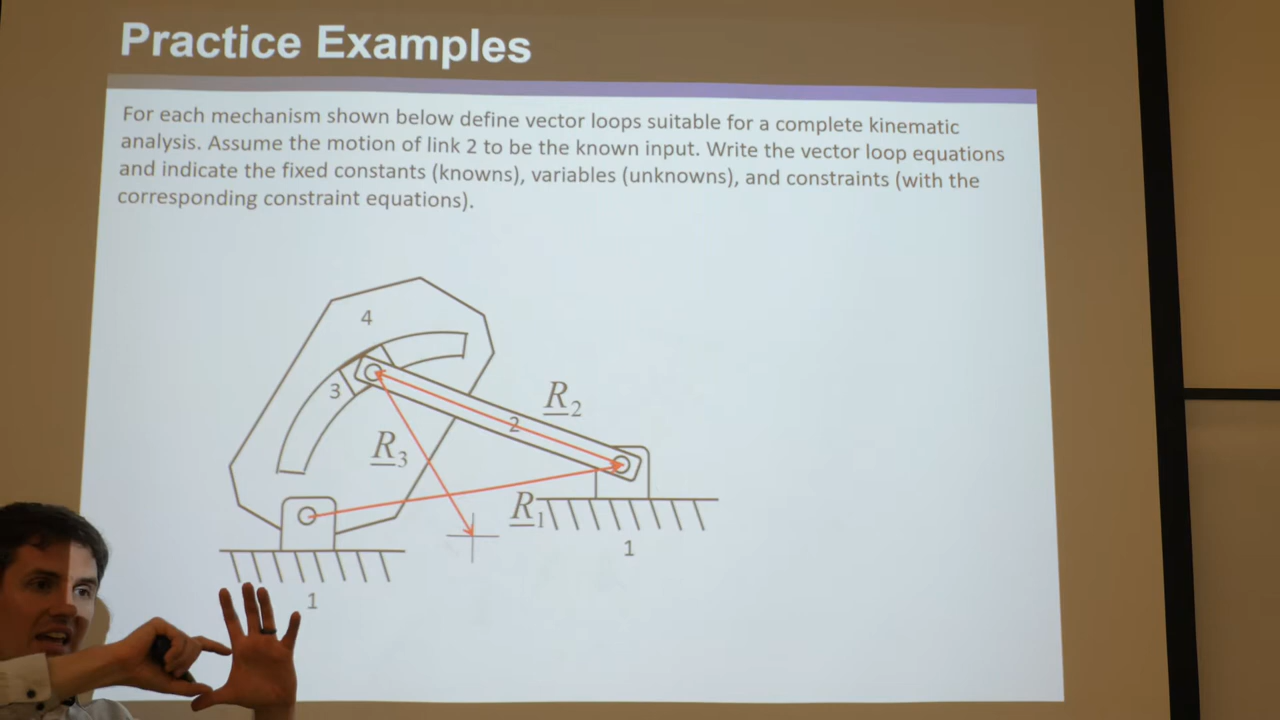 Practice Examples
For each mechanism shown below define vector loops suitable for a complete kinematic
analysis. Assume the motion of link 2 to be the known input. Write the vector loop equations
and indicate the fixed constants (knowns), variables (unknowns), and constraints (with the
corresponding constraint equations).
4
3
R2
2
R3
R1
1
1